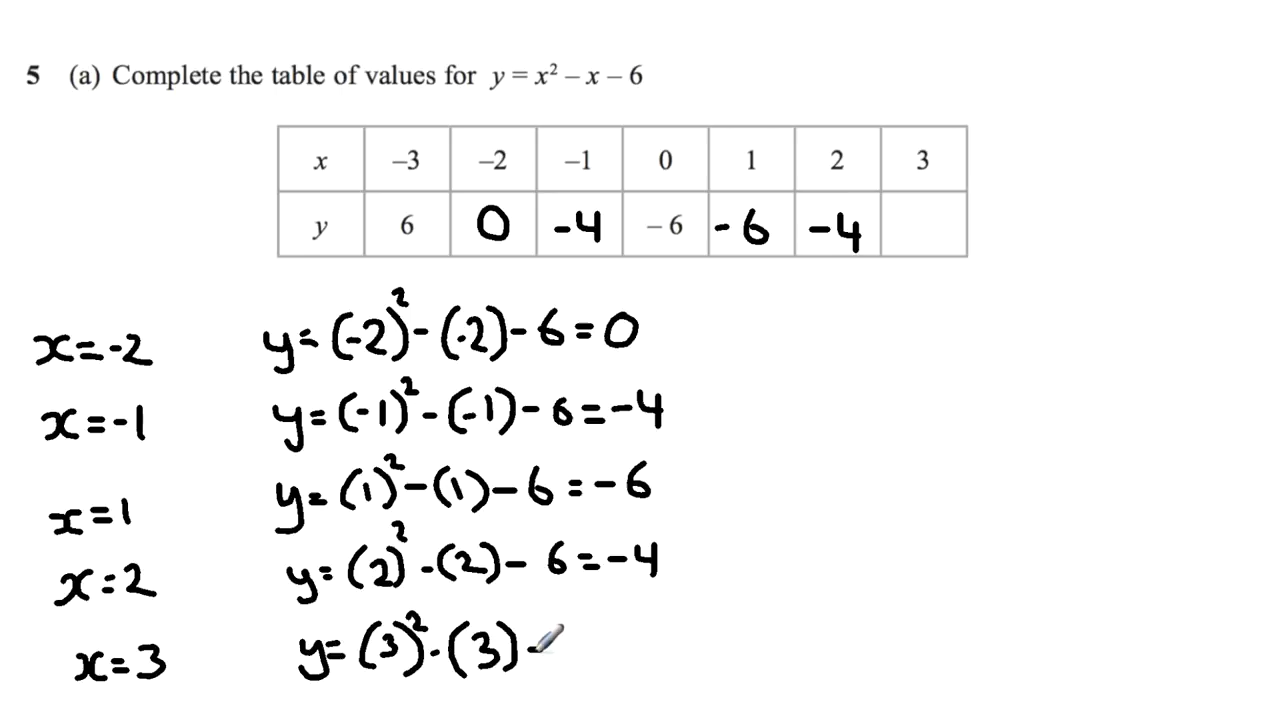 5 (a) Complete the table of values for y = x² – x – 6
x –3 –2 –1 0 1 2 3
y 6 0 -4 – 6 -6 -4
x=-2 y=(-2)²-(-2)-6=0
x=-1 y=(-1)²-(-1)-6=-4
x=1 y=(1)²-(1)-6=-6
x=2 y=(2)²-(2)-6=-4
x=3 y=(3)²-(3)-